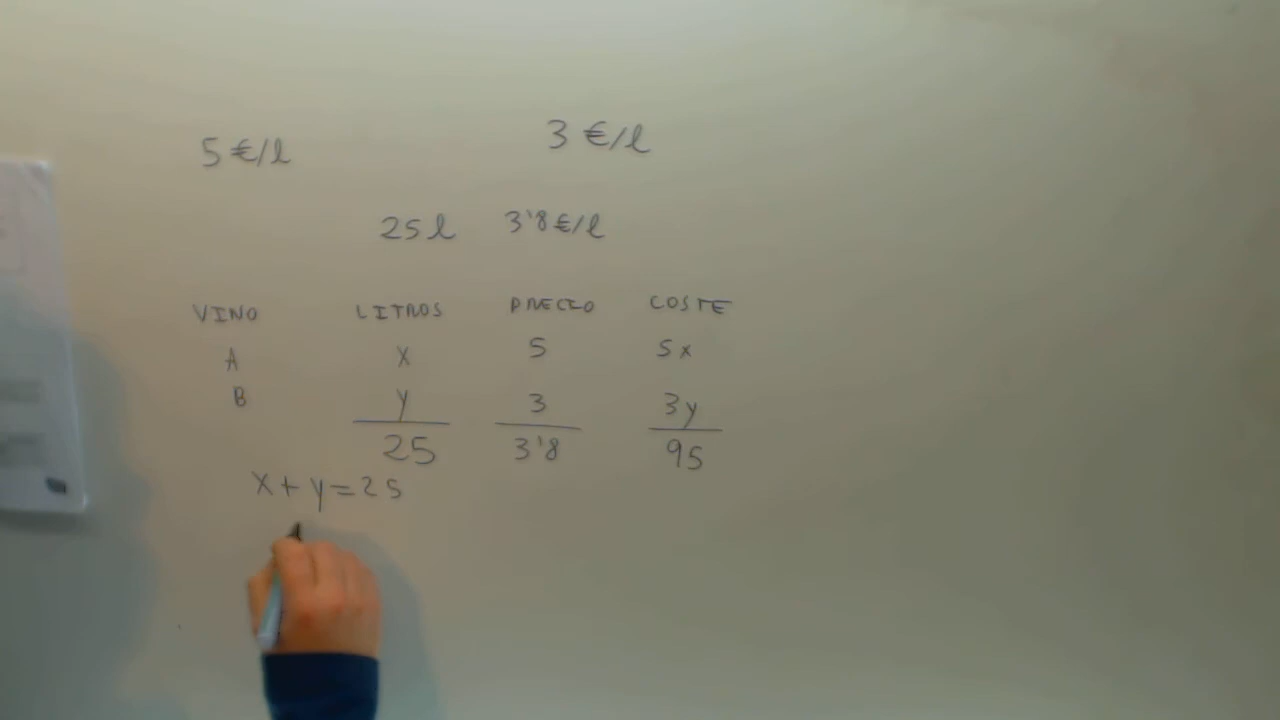 5 €/l 3 €/l
25 l 3'8 €/l
VINO LITROS PRECIO COSTE
A X 5 5x
B y 3 3y
25 3'8 95
x + y = 25